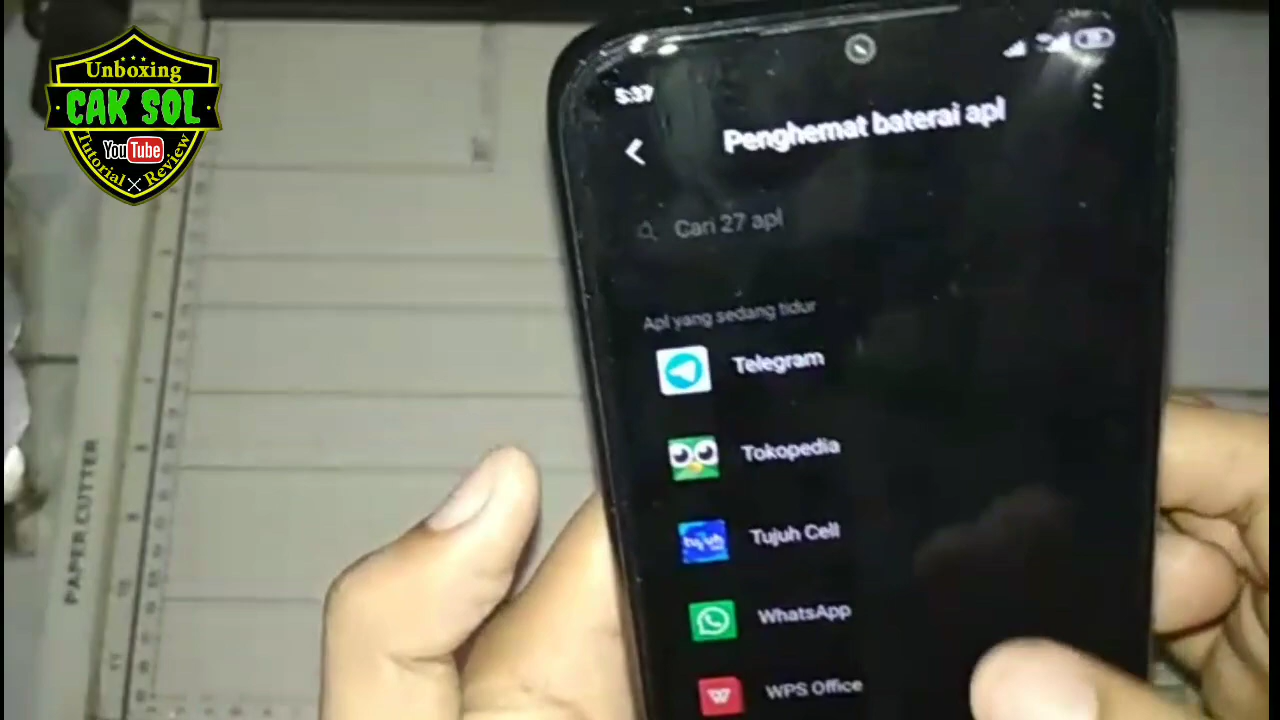 Unboxing
CAK SOL
YouTube
Tutorial X Review
PAPER CUTTER
5:37
Penghemat baterai apl
Cari 27 apl
Apl yang sedang tidur
Telegram
Tokopedia
tujuh
Tujuh Cell
WhatsApp
WPS Office